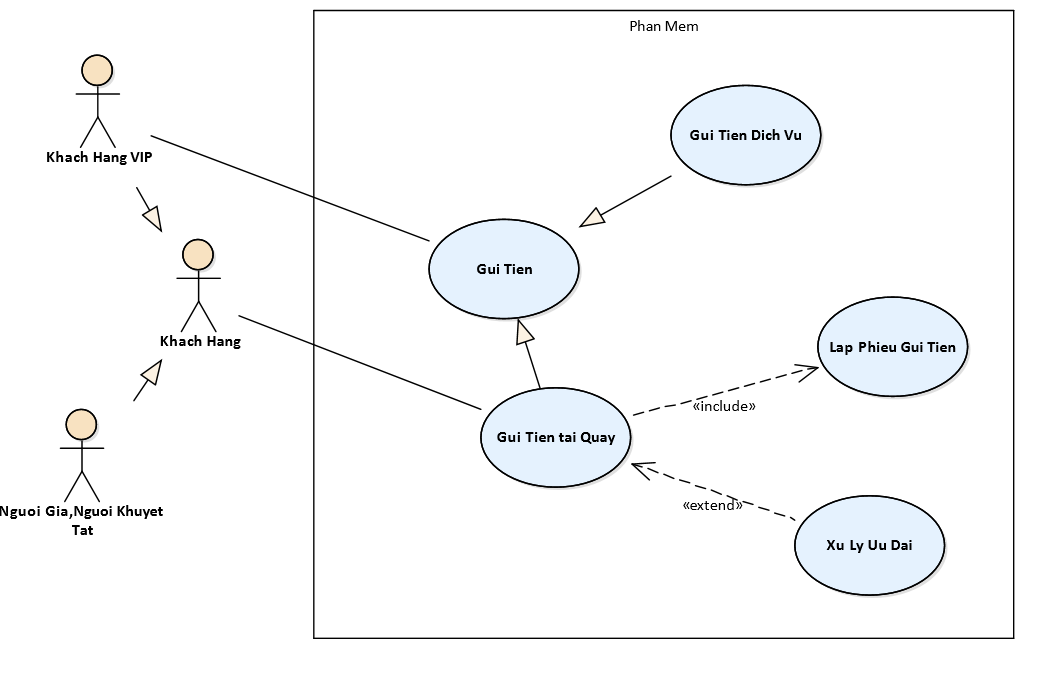 Phan Mem
Khach Hang VIP
Gui Tien Dich Vu
Gui Tien
Khach Hang
Lap Phieu Gui Tien
«include»
Gui Tien tai Quay
«extend»
Nguoi Gia,Nguoi Khuyet
Tat
Xu Ly Uu Dai